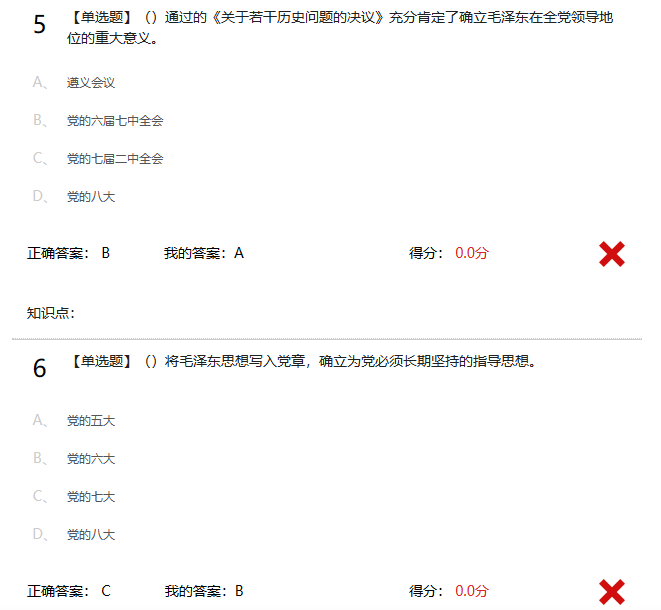 5 【单选题】（）通过的《关于若干历史问题的决议》充分肯定了确立毛泽东在全党领导地
位的重大意义。
A、 遵义会议
B、 党的六届七中全会
C、 党的七届二中全会
D、 党的八大
正确答案： B 我的答案：A 得分： 0.0分
知识点：
6 【单选题】（）将毛泽东思想写入党章，确立为党必须长期坚持的指导思想。
A、 党的五大
B、 党的六大
C、 党的七大
D、 党的八大
正确答案： C 我的答案：B 得分： 0.0分